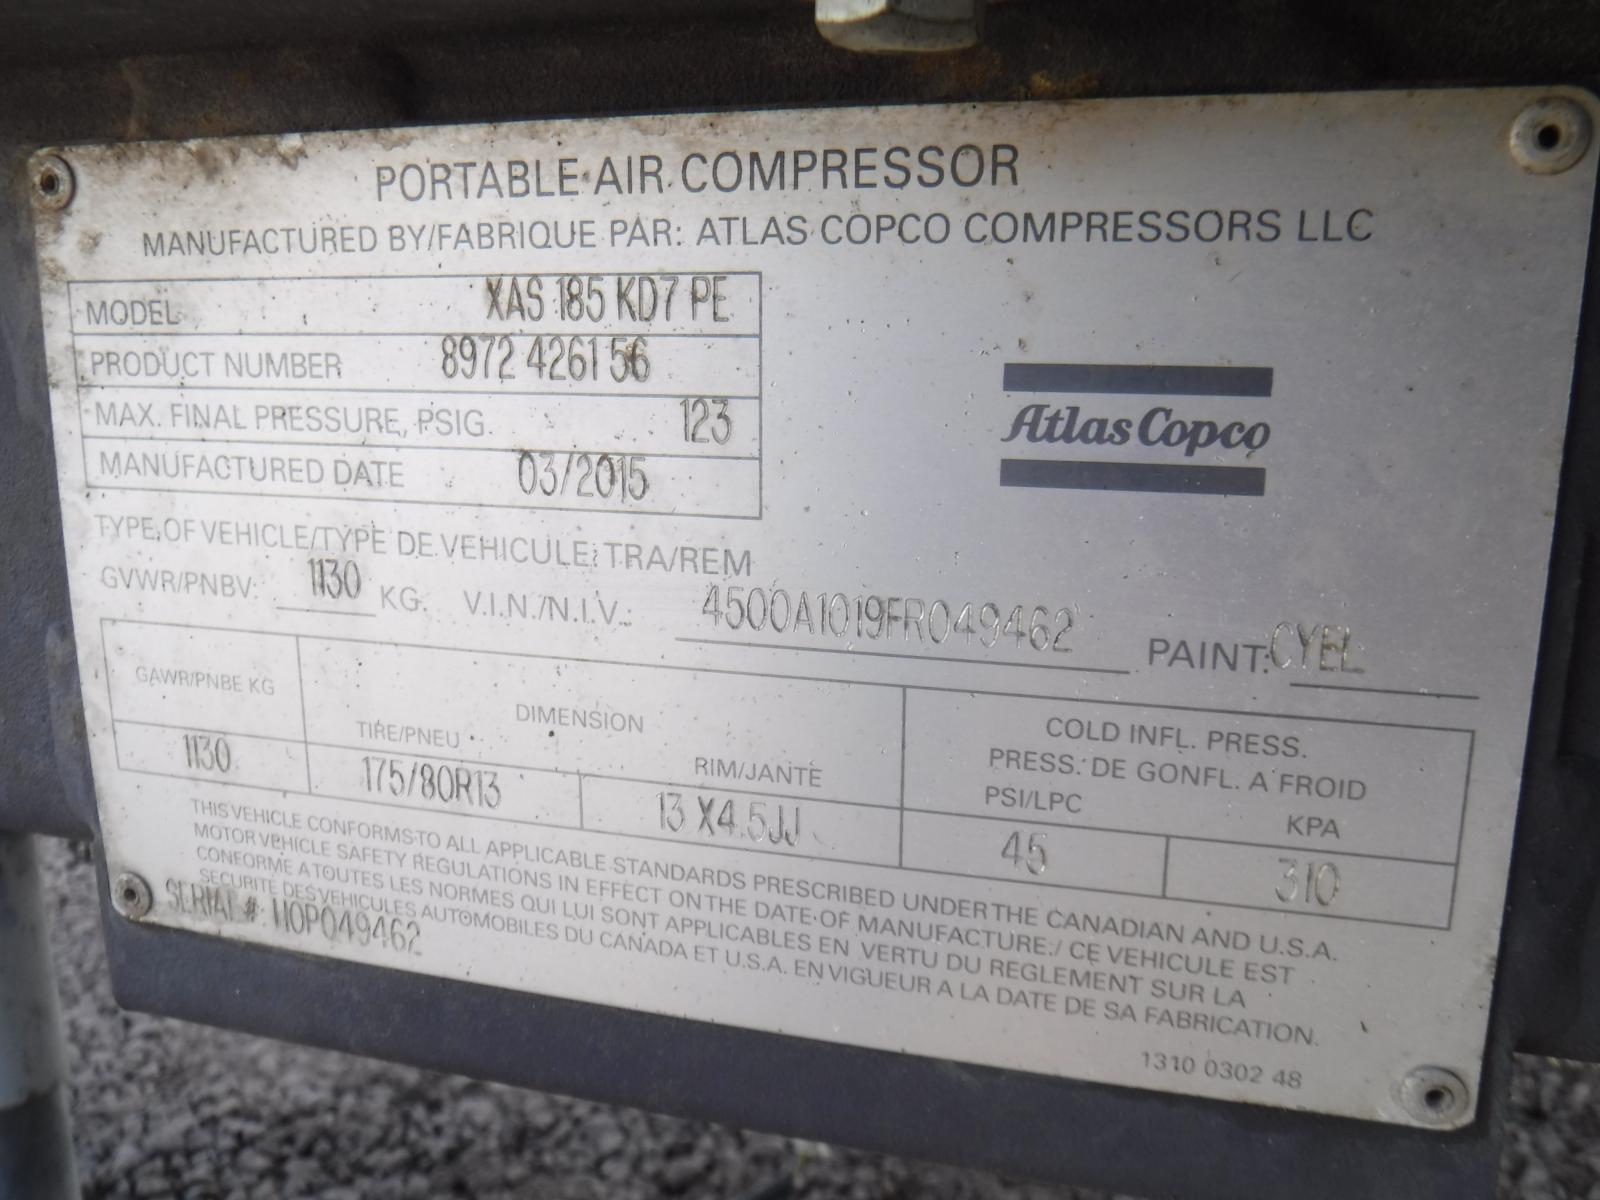 PORTABLE AIR COMPRESSOR
MANUFACTURED BY/FABRIQUE PAR: ATLAS COPCO COMPRESSORS LLC
MODEL XAS 185 KD7 PE
PRODUCT NUMBER 8972 4261 56
MAX. FINAL PRESSURE, PSIG. 123
MANUFACTURED DATE 03/2015
Atlas Copco
TYPE OF VEHICLE/TYPE DE VEHICULE: TRA/REM
GVWR/PNBV: 1130 KG. V.I.N./N.I.V.: 4500A1019FR049462 PAINT: CYEL
GAWR/PNBE KG
DIMENSION
TIRE/PNEU RIM/JANTE
COLD INFL. PRESS.
PRESS. DE GONFL. A FROID
PSI/LPC KPA
1130 175/80R13 13 X4.5JJ 45 310
THIS VEHICLE CONFORMS TO ALL APPLICABLE STANDARDS PRESCRIBED UNDER THE CANADIAN AND U.S.A.
MOTOR VEHICLE SAFETY REGULATIONS IN EFFECT ON THE DATE OF MANUFACTURE./ CE VEHICULE EST
CONFORME A TOUTES LES NORMES QUI LUI SONT APPLICABLES EN VERTU DU REGLEMENT SUR LA
SECURITE DES VEHICULES AUTOMOBILES DU CANADA ET U.S.A. EN VIGUEUR A LA DATE DE SA FABRICATION.
SERIAL #: HOP049462
1310 0302 48